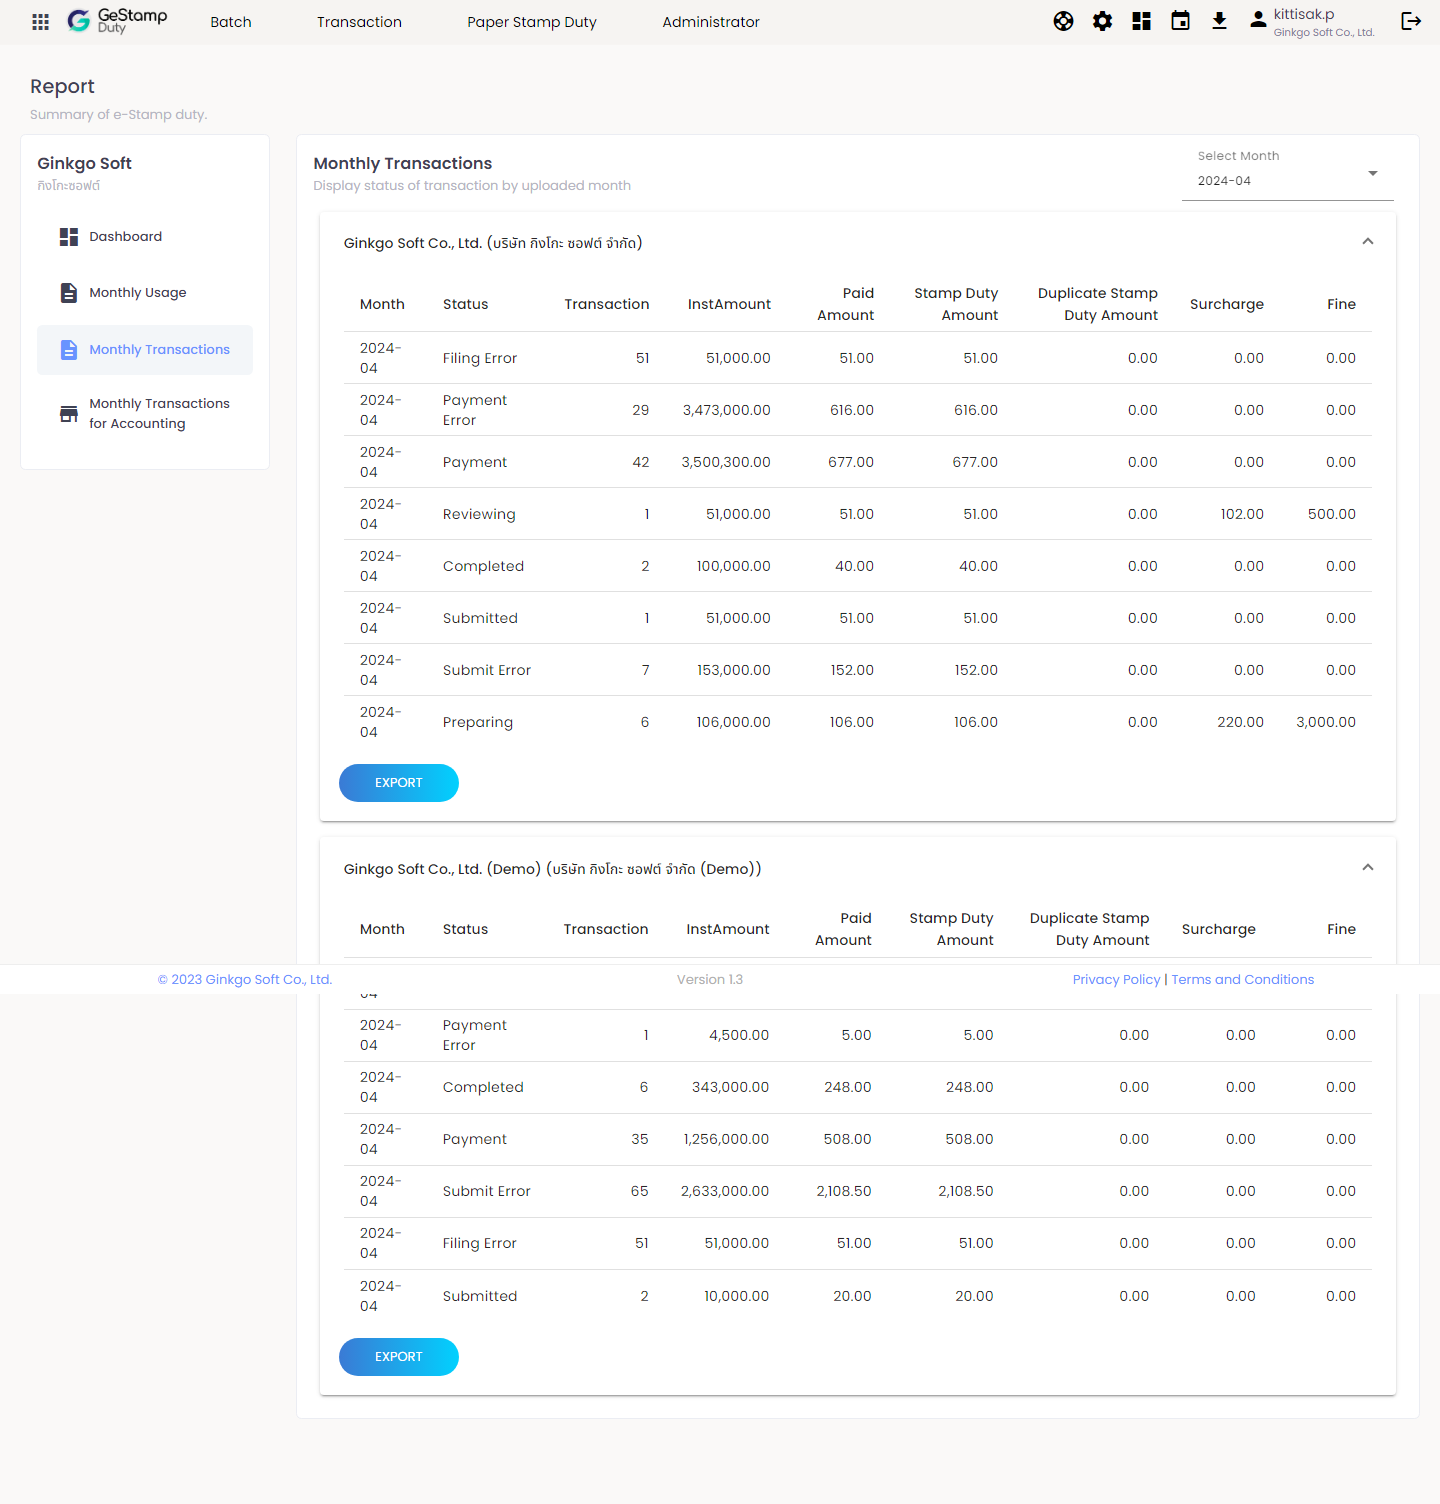 GeStamp
Duty
Batch
Transaction
Paper Stamp Duty
Administrator
kittisak.p
Ginkgo Soft Co., Ltd.
Report
Summary of e-Stamp duty.
Ginkgo Soft
กิงโกะซอฟต์
Dashboard
Monthly Usage
Monthly Transactions
Monthly Transactions
for Accounting
Monthly Transactions
Display status of transaction by uploaded month
Select Month
2024-04
Ginkgo Soft Co., Ltd. (บริษัท กิงโกะ ซอฟต์ จำกัด)
Month Status Transaction InstAmount Paid Amount Stamp Duty Amount Duplicate Stamp Duty Amount Surcharge Fine
2024-04 Filing Error 51 51,000.00 51.00 51.00 0.00 0.00 0.00
2024-04 Payment Error 29 3,473,000.00 616.00 616.00 0.00 0.00 0.00
2024-04 Payment 42 3,500,300.00 677.00 677.00 0.00 0.00 0.00
2024-04 Reviewing 1 51,000.00 51.00 51.00 0.00 102.00 500.00
2024-04 Completed 2 100,000.00 40.00 40.00 0.00 0.00 0.00
2024-04 Submitted 1 51,000.00 51.00 51.00 0.00 0.00 0.00
2024-04 Submit Error 7 153,000.00 152.00 152.00 0.00 0.00 0.00
2024-04 Preparing 6 106,000.00 106.00 106.00 0.00 220.00 3,000.00
EXPORT
Ginkgo Soft Co., Ltd. (Demo) (บริษัท กิงโกะ ซอฟต์ จำกัด (Demo))
Month Status Transaction InstAmount Paid Amount Stamp Duty Amount Duplicate Stamp Duty Amount Surcharge Fine
© 2023 Ginkgo Soft Co., Ltd. Version 1.3 Privacy Policy | Terms and Conditions
2024-04 Payment Error 1 4,500.00 5.00 5.00 0.00 0.00 0.00
2024-04 Completed 6 343,000.00 248.00 248.00 0.00 0.00 0.00
2024-04 Payment 35 1,256,000.00 508.00 508.00 0.00 0.00 0.00
2024-04 Submit Error 65 2,633,000.00 2,108.50 2,108.50 0.00 0.00 0.00
2024-04 Filing Error 51 51,000.00 51.00 51.00 0.00 0.00 0.00
2024-04 Submitted 2 10,000.00 20.00 20.00 0.00 0.00 0.00
EXPORT